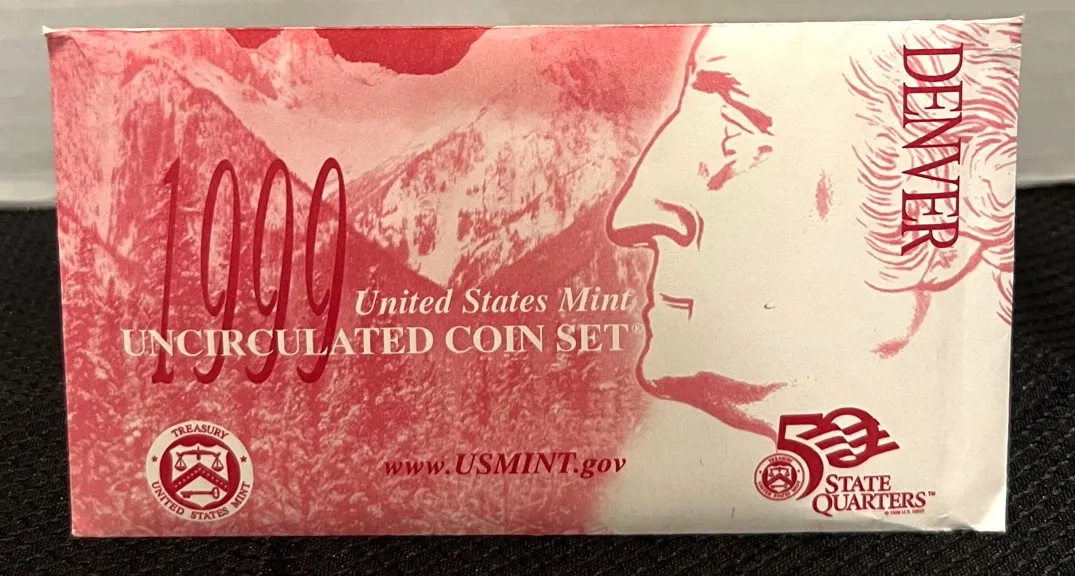 1999
United States Mint
UNCIRCULATED COIN SET®
www.USMINT.gov
TREASURY
UNITED STATES MINT
DENVER
50
STATE
QUARTERS™